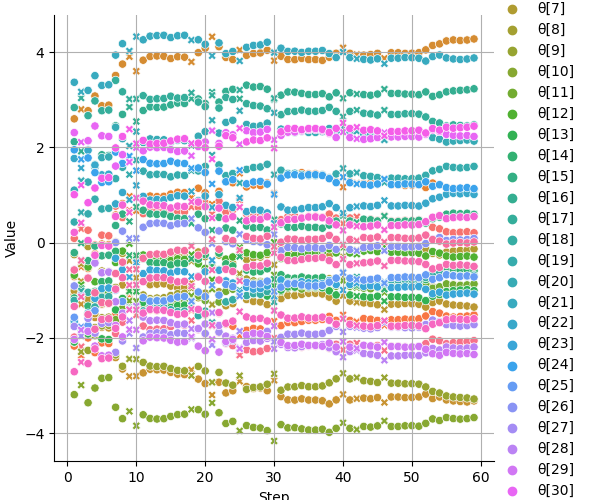 θ[7]
θ[8]
θ[9]
θ[10]
θ[11]
θ[12]
θ[13]
θ[14]
θ[15]
θ[16]
θ[17]
θ[18]
θ[19]
θ[20]
θ[21]
θ[22]
θ[23]
θ[24]
θ[25]
θ[26]
θ[27]
θ[28]
θ[29]
θ[30]
Value
4
2
0
−2
−4
0 10 20 30 40 50 60
Step